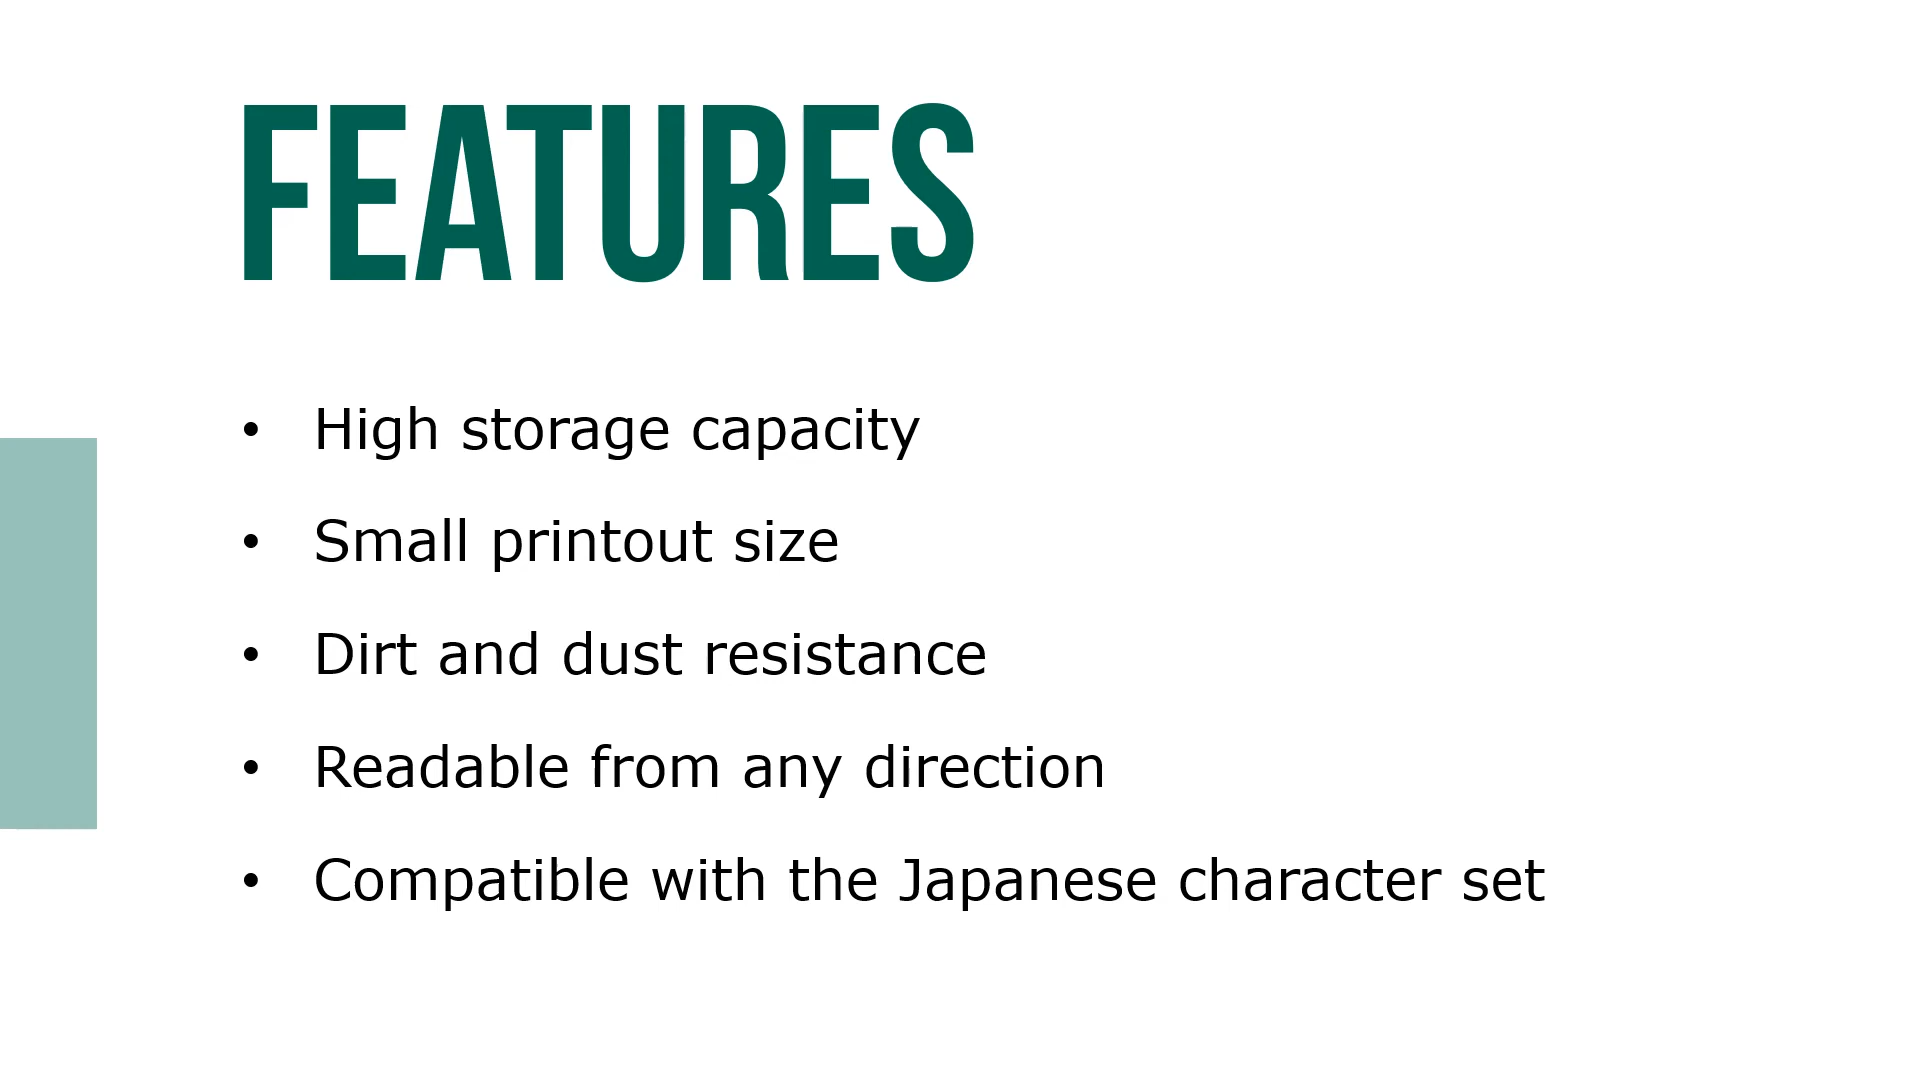 FEATURES
• High storage capacity
• Small printout size
• Dirt and dust resistance
• Readable from any direction
• Compatible with the Japanese character set